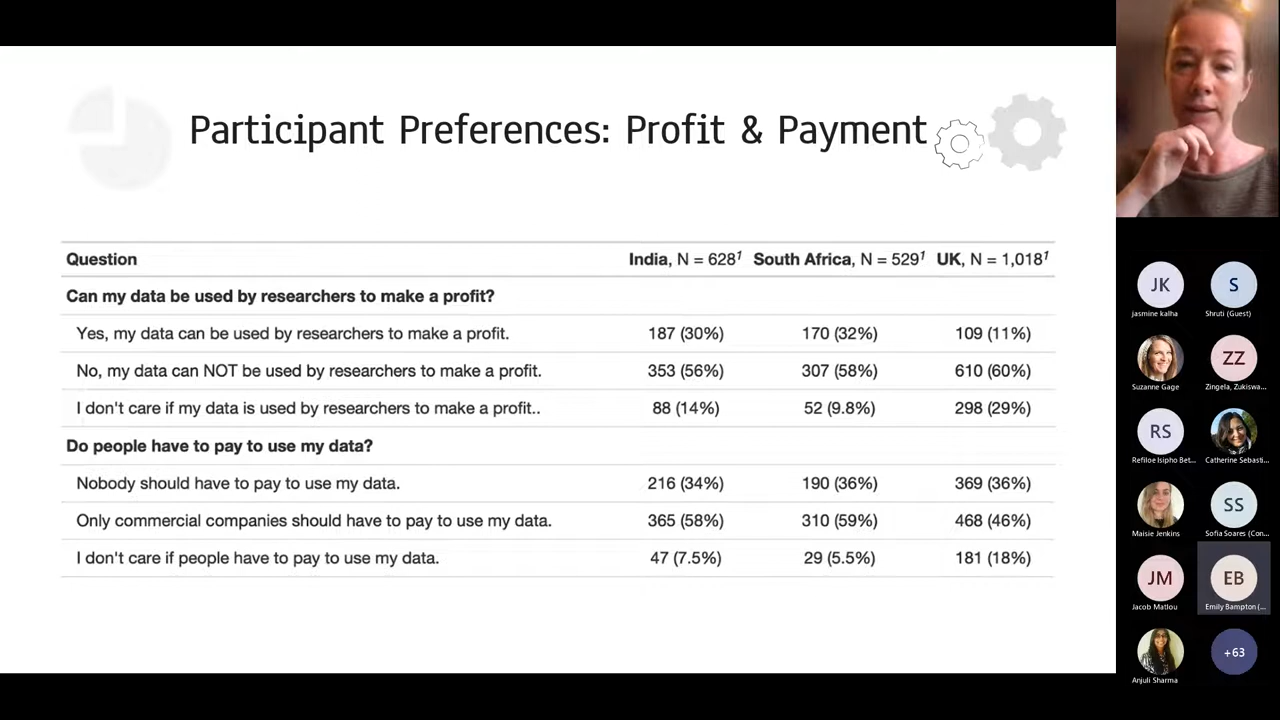 Participant Preferences: Profit & Payment
Question India, N = 628¹ South Africa, N = 529¹ UK, N = 1,018¹
Can my data be used by researchers to make a profit?
Yes, my data can be used by researchers to make a profit. 187 (30%) 170 (32%) 109 (11%)
No, my data can NOT be used by researchers to make a profit. 353 (56%) 307 (58%) 610 (60%)
I don't care if my data is used by researchers to make a profit.. 88 (14%) 52 (9.8%) 298 (29%)
Do people have to pay to use my data?
Nobody should have to pay to use my data. 216 (34%) 190 (36%) 369 (36%)
Only commercial companies should have to pay to use my data. 365 (58%) 310 (59%) 468 (46%)
I don't care if people have to pay to use my data. 47 (7.5%) 29 (5.5%) 181 (18%)
JK S
jasmine kalha Shruti (Guest)
ZZ
Suzanne Gage Zingela, Zukiswa...
RS
Refiloe Isipho Bet... Catherine Sebasti...
SS
Maisie Jenkins Sofia Soares (Con...
JM EB
Jacob Matlou Emily Bampton (...
+63
Anjuli Sharma